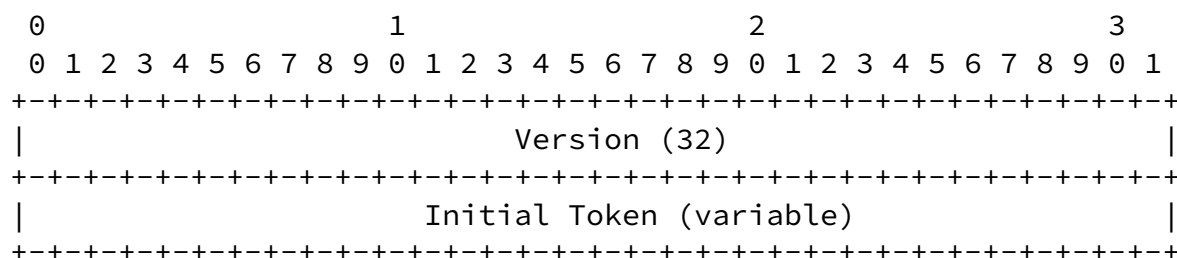 0                   1                   2                   3
 0 1 2 3 4 5 6 7 8 9 0 1 2 3 4 5 6 7 8 9 0 1 2 3 4 5 6 7 8 9 0 1
+-+-+-+-+-+-+-+-+-+-+-+-+-+-+-+-+-+-+-+-+-+-+-+-+-+-+-+-+-+-+-+-+
|                           Version (32)                        |
+-+-+-+-+-+-+-+-+-+-+-+-+-+-+-+-+-+-+-+-+-+-+-+-+-+-+-+-+-+-+-+-+
|                      Initial Token (variable)                 |
+-+-+-+-+-+-+-+-+-+-+-+-+-+-+-+-+-+-+-+-+-+-+-+-+-+-+-+-+-+-+-+-+